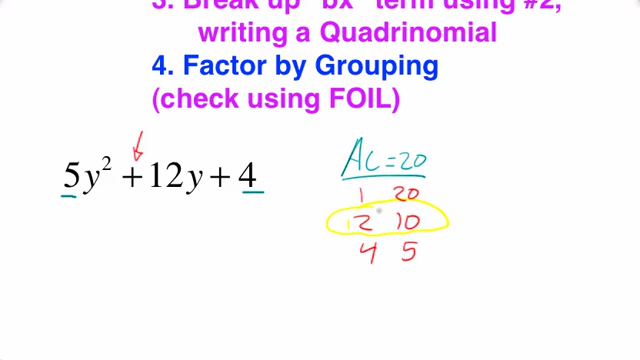 3. Break up "bx" term using #2,
writing a Quadrinomial
4. Factor by Grouping
(check using FOIL)
5y² + 12y + 4
AC = 20
1 20
2 10
4 5